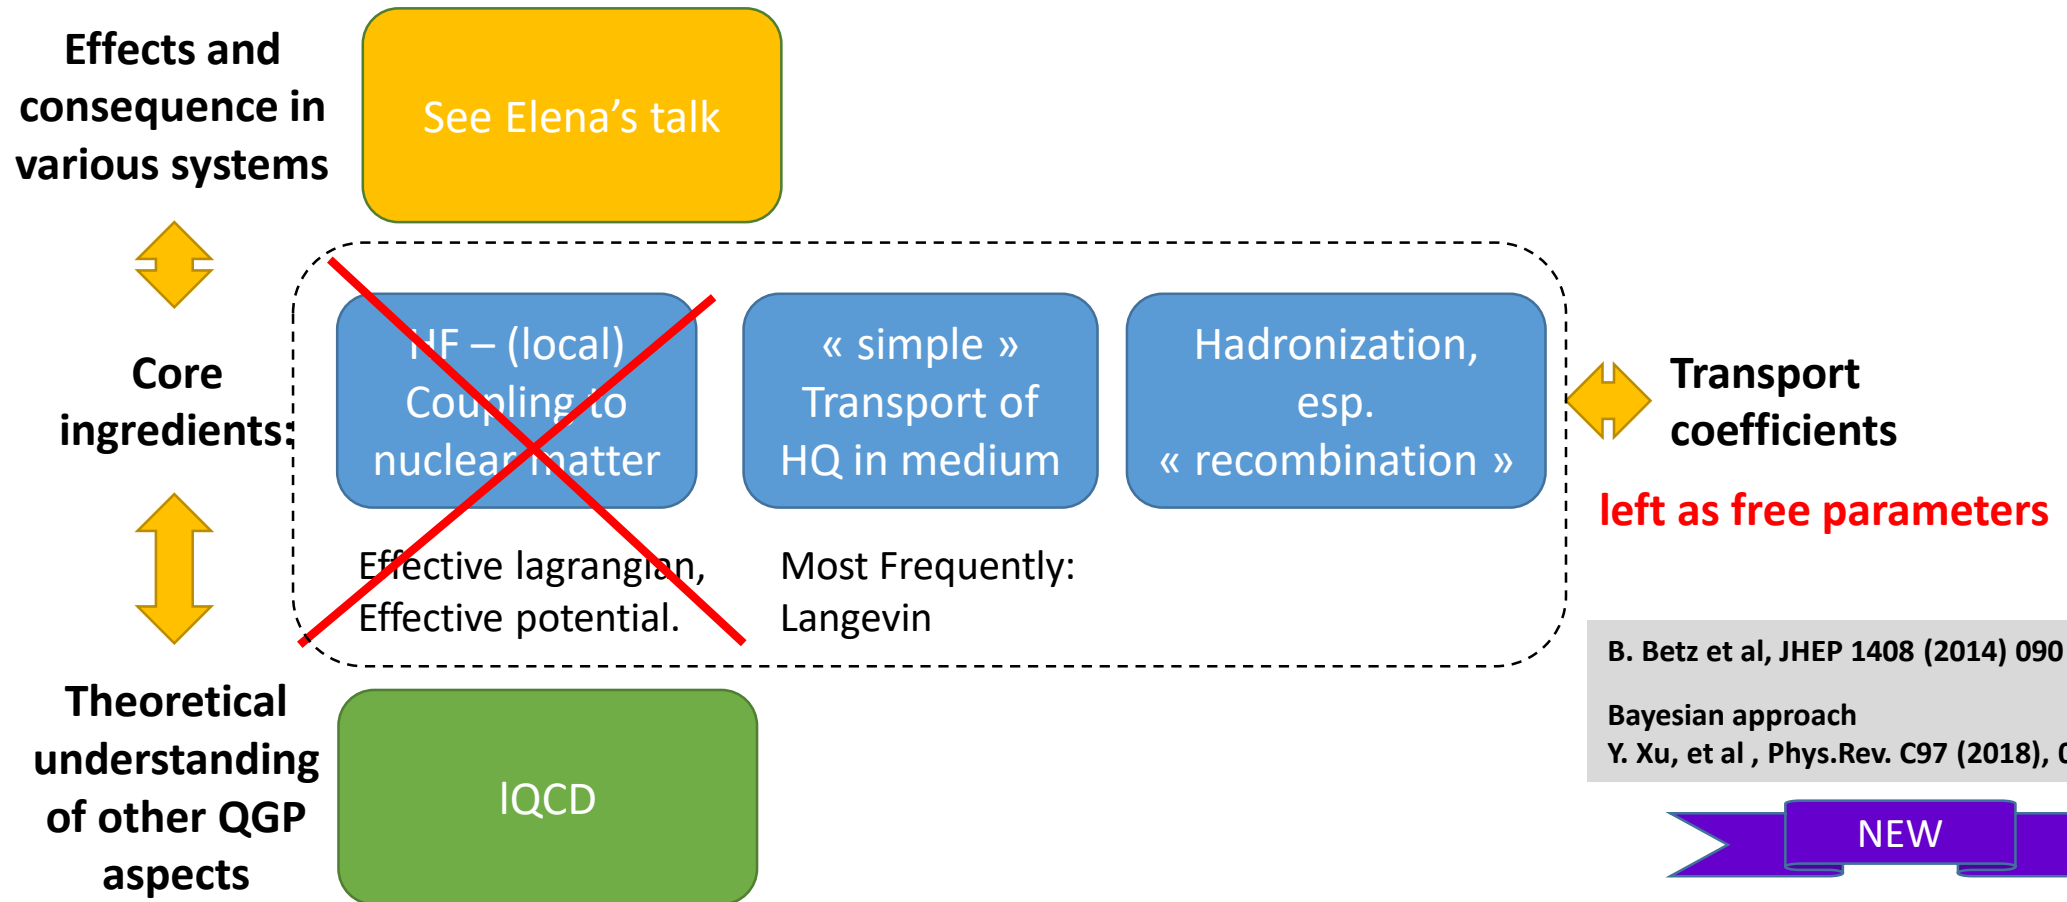 Effects and
consequence in
various systems
See Elena's talk
Core
ingredients:
HF – (local)
Coupling to
nuclear matter
« simple »
Transport of
HQ in medium
Hadronization,
esp.
« recombination »
Transport
coefficients
left as free parameters
Effective lagrangian,
Effective potential.
Most Frequently:
Langevin
B. Betz et al, JHEP 1408 (2014) 090
Bayesian approach
Y. Xu, et al , Phys.Rev. C97 (2018),
Theoretical
understanding
of other QGP
aspects
lQCD
NEW